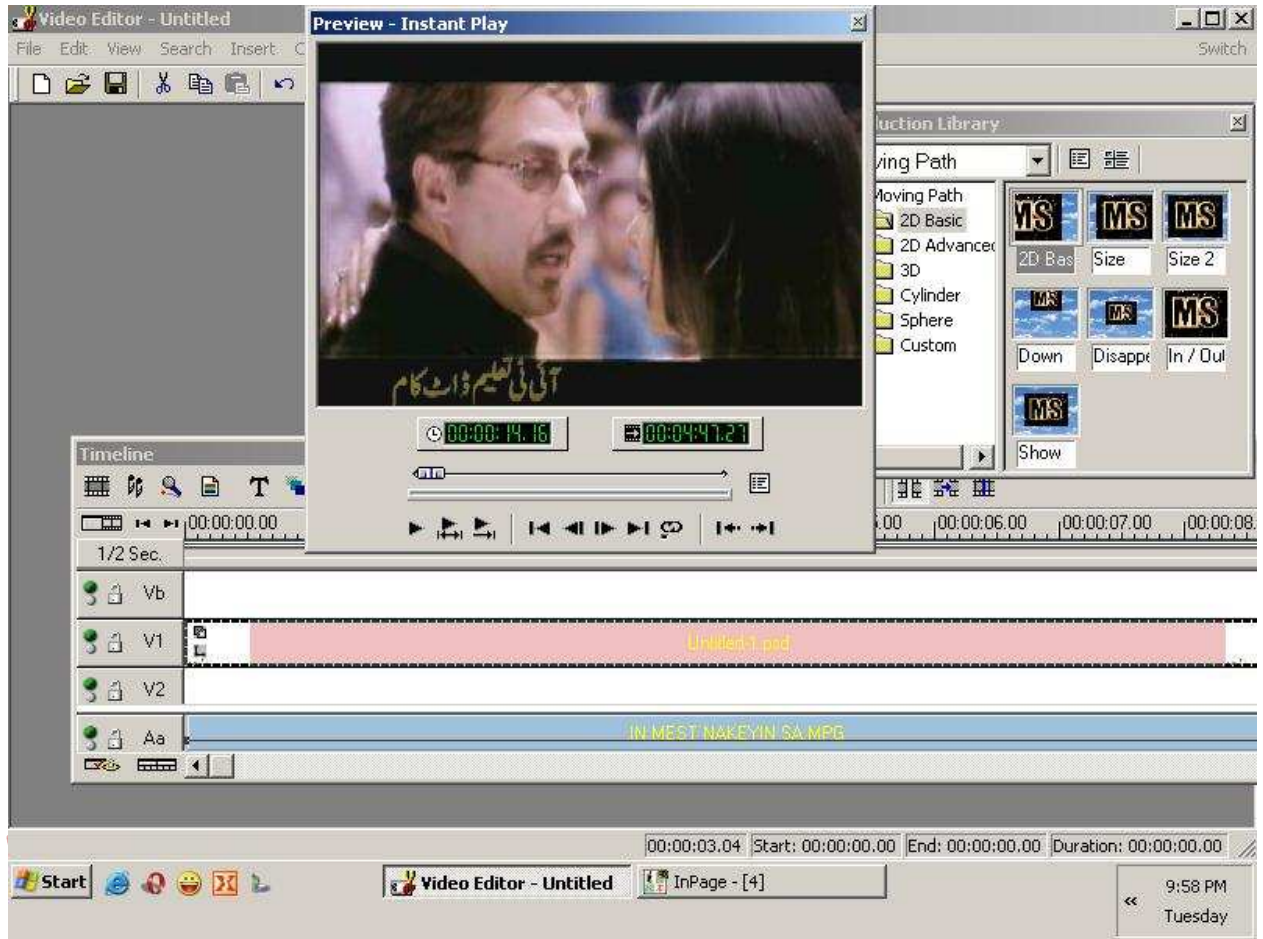 Video Editor - Untitled
Preview - Instant Play
File Edit View Search Insert C
Switch
uction Library
ving Path
Moving Path
2D Basic
2D Advanced
3D
Cylinder
Sphere
Custom
2D Bas Size Size 2
Down Disappe In / Out
Show
آئی ٹی تعلیم ڈاٹ کام
00:00:14.16 00:04:47.27
Timeline
00:00:00.00 .00 00:00:06.00 00:00:07.00 00:00:08.
1/2 Sec.
Vb
V1 Untitled-1.psd
V2
Aa IN MEST NAKEYIN SA.MPG
00:00:03.04 Start: 00:00:00.00 End: 00:00:00.00 Duration: 00:00:00.00
Start Video Editor - Untitled InPage - [4] 9:58 PM
Tuesday